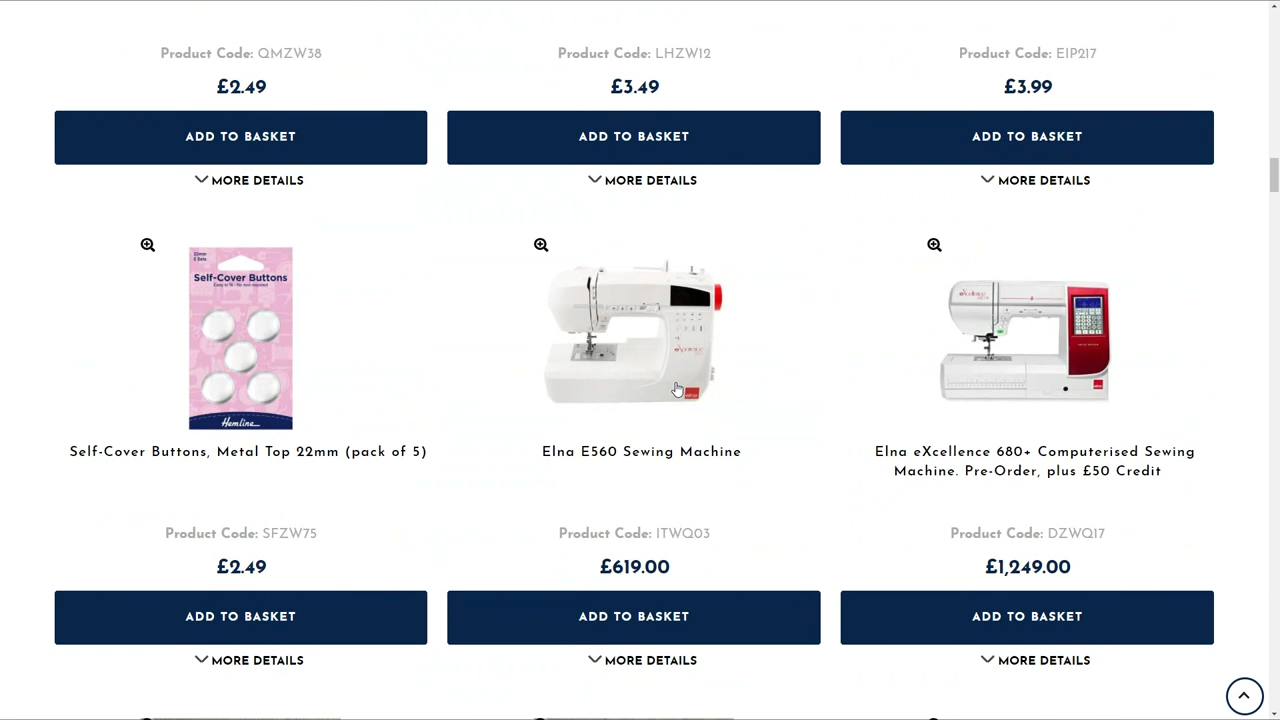 Product Code: QMZW38
£2.49
ADD TO BASKET
MORE DETAILS
Product Code: LHZW12
£3.49
ADD TO BASKET
MORE DETAILS
Product Code: EIP217
£3.99
ADD TO BASKET
MORE DETAILS
22mm
Self-Cover Buttons
Hemline
Self-Cover Buttons, Metal Top 22mm (pack of 5)
Product Code: SFZW75
£2.49
ADD TO BASKET
MORE DETAILS
Elna E560 Sewing Machine
Product Code: ITWQ03
£619.00
ADD TO BASKET
MORE DETAILS
Elna eXcellence 680+ Computerised Sewing
Machine. Pre-Order, plus £50 Credit
Product Code: DZWQ17
£1,249.00
ADD TO BASKET
MORE DETAILS